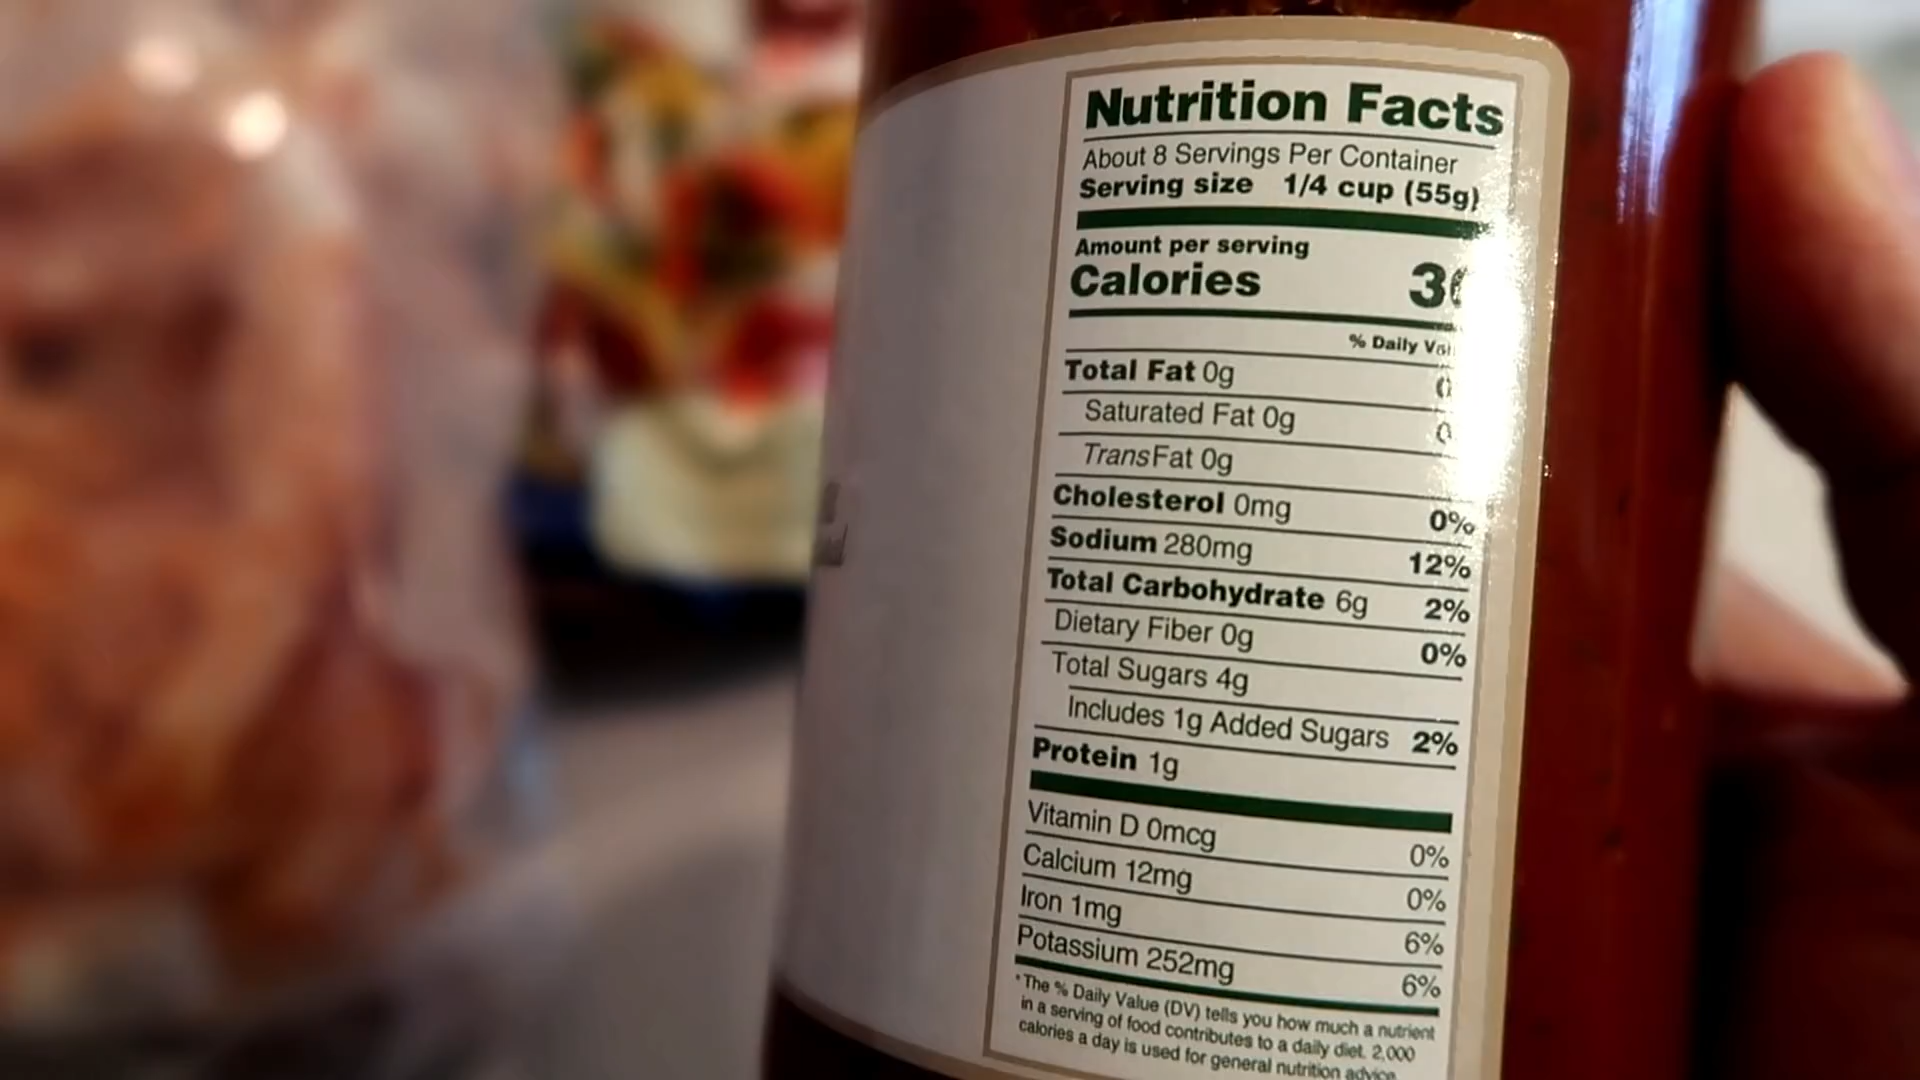 Nutrition Facts
About 8 Servings Per Container
Serving size 1/4 cup (55g)
Amount per serving
Calories
% Daily
Total Fat 0g
Saturated Fat 0g
Trans Fat 0g
Cholesterol 0mg 0%
Sodium 280mg 12%
Total Carbohydrate 6g 2%
Dietary Fiber 0g 0%
Total Sugars 4g
Includes 1g Added Sugars 2%
Protein 1g
Vitamin D 0mcg 0%
Calcium 12mg 0%
Iron 1mg 6%
Potassium 252mg 6%
*The % Daily Value (DV) tells you how much a nutrient
in a serving of food contributes to a daily diet. 2,000
calories a day is used for general nutrition advice.